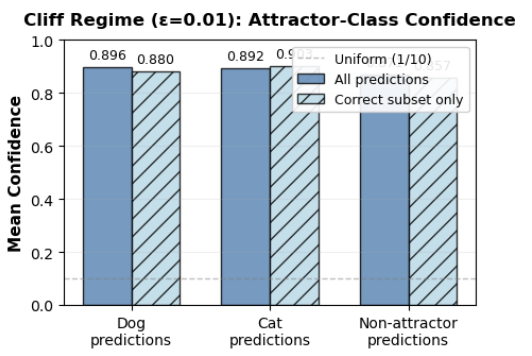 Cliff Regime (ε=0.01): Attractor-Class Confidence
Mean Confidence
1.0
0.8
0.6
0.4
0.2
0.0
0.896
0.880
0.892
0.903
Uniform (1/10)
All predictions
Correct subset only
Dog
predictions
Cat
predictions
Non-attractor
predictions